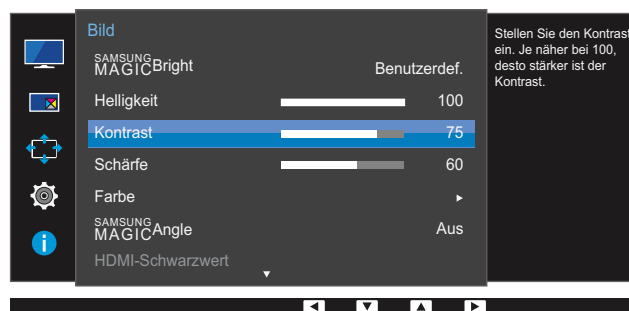 Bild
SAMSUNG
MAGICBright Benutzerdef.
Helligkeit 100
Kontrast 75
Schärfe 60
Farbe
SAMSUNG
MAGICAngle Aus
HDMI-Schwarzwert
Stellen Sie den Kontrast
ein. Je näher bei 100,
desto stärker ist der
Kontrast.